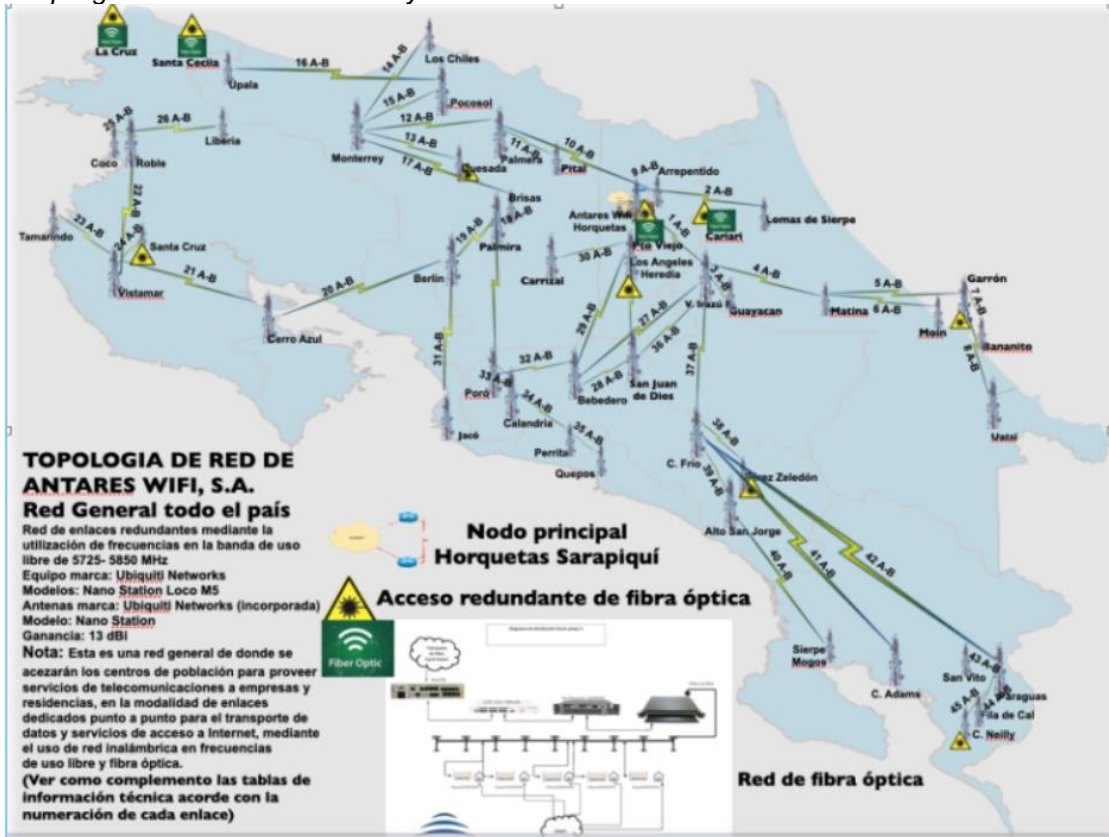 La Cruz
Santa Cecilia
Upala
16 A-B
14 A-B
Los Chiles
15 A-B
Pocosol
12 A-B
13 A-B
17 A-B
Monterrey
Quesada
11 A-B
Palmera
10 A-B
Pital
25 A-B
26 A-B
Coco
Roble
Liberia
22 A-B
9 A-B
Arrepentido
2 A-B
Lomas de Sierpe
Antares Wifi
Horquetas
1 A-B
Pto Viejo
Cariari
Brisas
18 A-B
19 A-B
Palmira
Tamarindo
23 A-B
24 A-B
Santa Cruz
Vistamar
21 A-B
20 A-B
Berlin
Cerro Azul
30 A-B
Carrizal
Los Angeles
Heredia
3 A-B
V. Irazú
Guayacan
4 A-B
Matina
5 A-B
6 A-B
Garrón
7 A-B
Moin
Bananito
8 A-B
Uatsi
29 A-B
27 A-B
36 A-B
28 A-B
31 A-B
32 A-B
33 A-B
Poró
34 A-B
Calandria
Bebedero
San Juan
de Dios
37 A-B
Jacó
35 A-B
Perrita
Quepos
38 A-B
C. Frio
39 A-B
Pérez Zeledón
Alto San Jorge
40 A-B
41 A-B
42 A-B
Sierpe
Mogos
C. Adams
43 A-B
San Vito
Paraguas
44 A-B
45 A-B
Fila de Cal
C. Neilly
TOPOLOGIA DE RED DE
ANTARES WIFI, S.A.
Red General todo el país
Red de enlaces redundantes mediante la
utilización de frecuencias en la banda de uso
libre de 5725- 5850 MHz
Equipo marca: Ubiquiti Networks
Modelos: Nano Station Loco M5
Antenas marca: Ubiquiti Networks (incorporada)
Modelo: Nano Station
Ganancia: 13 dBi
Nota: Esta es una red general de donde se
acezarán los centros de población para proveer
servicios de telecomunicaciones a empresas y
residencias, en la modalidad de enlaces
dedicados punto a punto para el transporte de
datos y servicios de acceso a Internet, mediante
el uso de red inalámbrica en frecuencias
de uso libre y fibra óptica.
(Ver como complemento las tablas de
información técnica acorde con la
numeración de cada enlace)
Nodo principal
Horquetas Sarapiquí
Acceso redundante de fibra óptica
Fiber Optic
Red de fibra óptica